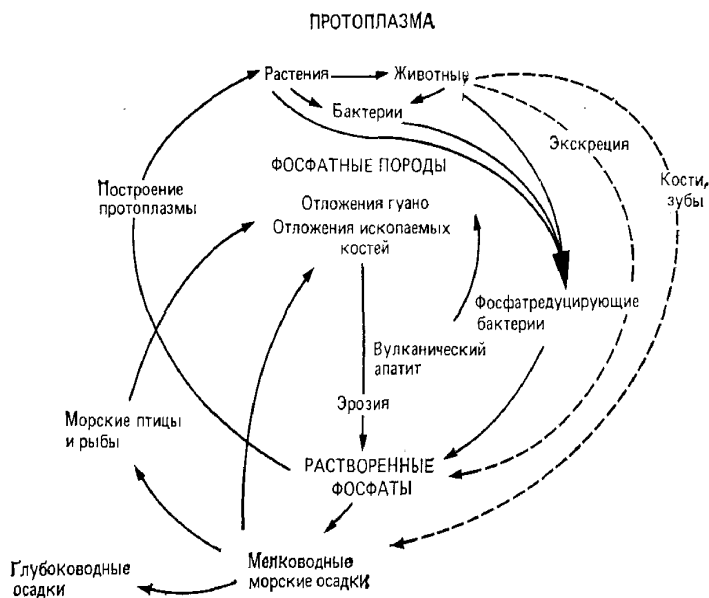 ПРОТОПЛАЗМА
Растения
Животные
Бактерии
Экскреция
ФОСФАТНЫЕ ПОРОДЫ
Кости,
зубы
Построение
протоплазмы
Отложения гуано
Отложения ископаемых
костей
Фосфатредуцирующие
бактерии
Вулканический
апатит
Эрозия
Морские птицы
и рыбы
РАСТВОРЕННЫЕ
ФОСФАТЫ
Мелководные
морские осадки
Глубоководные
осадки